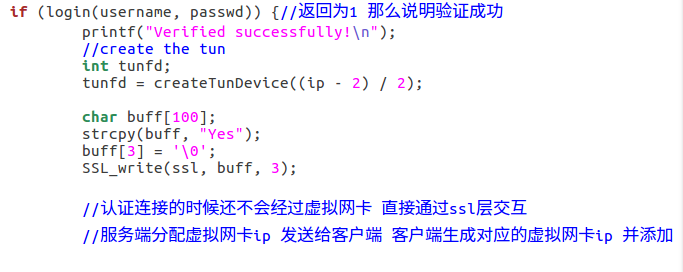 if (login(username, passwd)) {//返回为1 那么说明验证成功
printf("Verified successfully!\n");
//create the tun
int tunfd;
tunfd = createTunDevice((ip - 2) / 2);
char buff[100];
strcpy(buff, "Yes");
buff[3] = '\0';
SSL_write(ssl, buff, 3);
//认证连接的时候还不会经过虚拟网卡 直接通过ssl层交互
//服务端分配虚拟网卡ip 发送给客户端 客户端生成对应的虚拟网卡ip 并添加